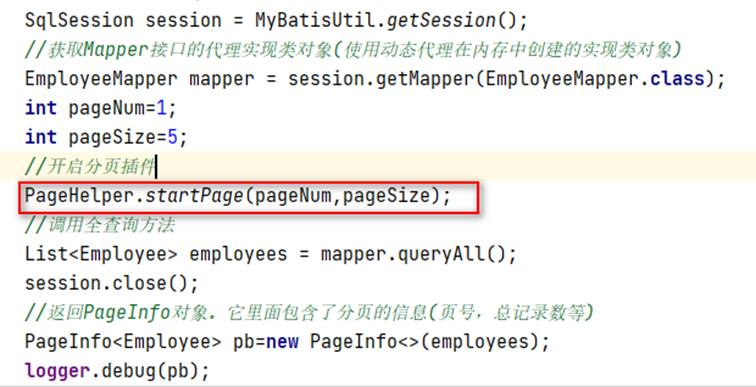 SqlSession session = MyBatisUtil.getSession();
//获取Mapper接口的代理实现类对象(使用动态代理在内存中创建的实现类对象)
EmployeeMapper mapper = session.getMapper(EmployeeMapper.class);
int pageNum=1;
int pageSize=5;
//开启分页插件
PageHelper.startPage(pageNum,pageSize);
//调用全查询方法
List<Employee> employees = mapper.queryAll();
session.close();
//返回PageInfo对象. 它里面包含了分页的信息(页号, 总记录数等)
PageInfo<Employee> pb=new PageInfo<>(employees);
logger.debug(pb);